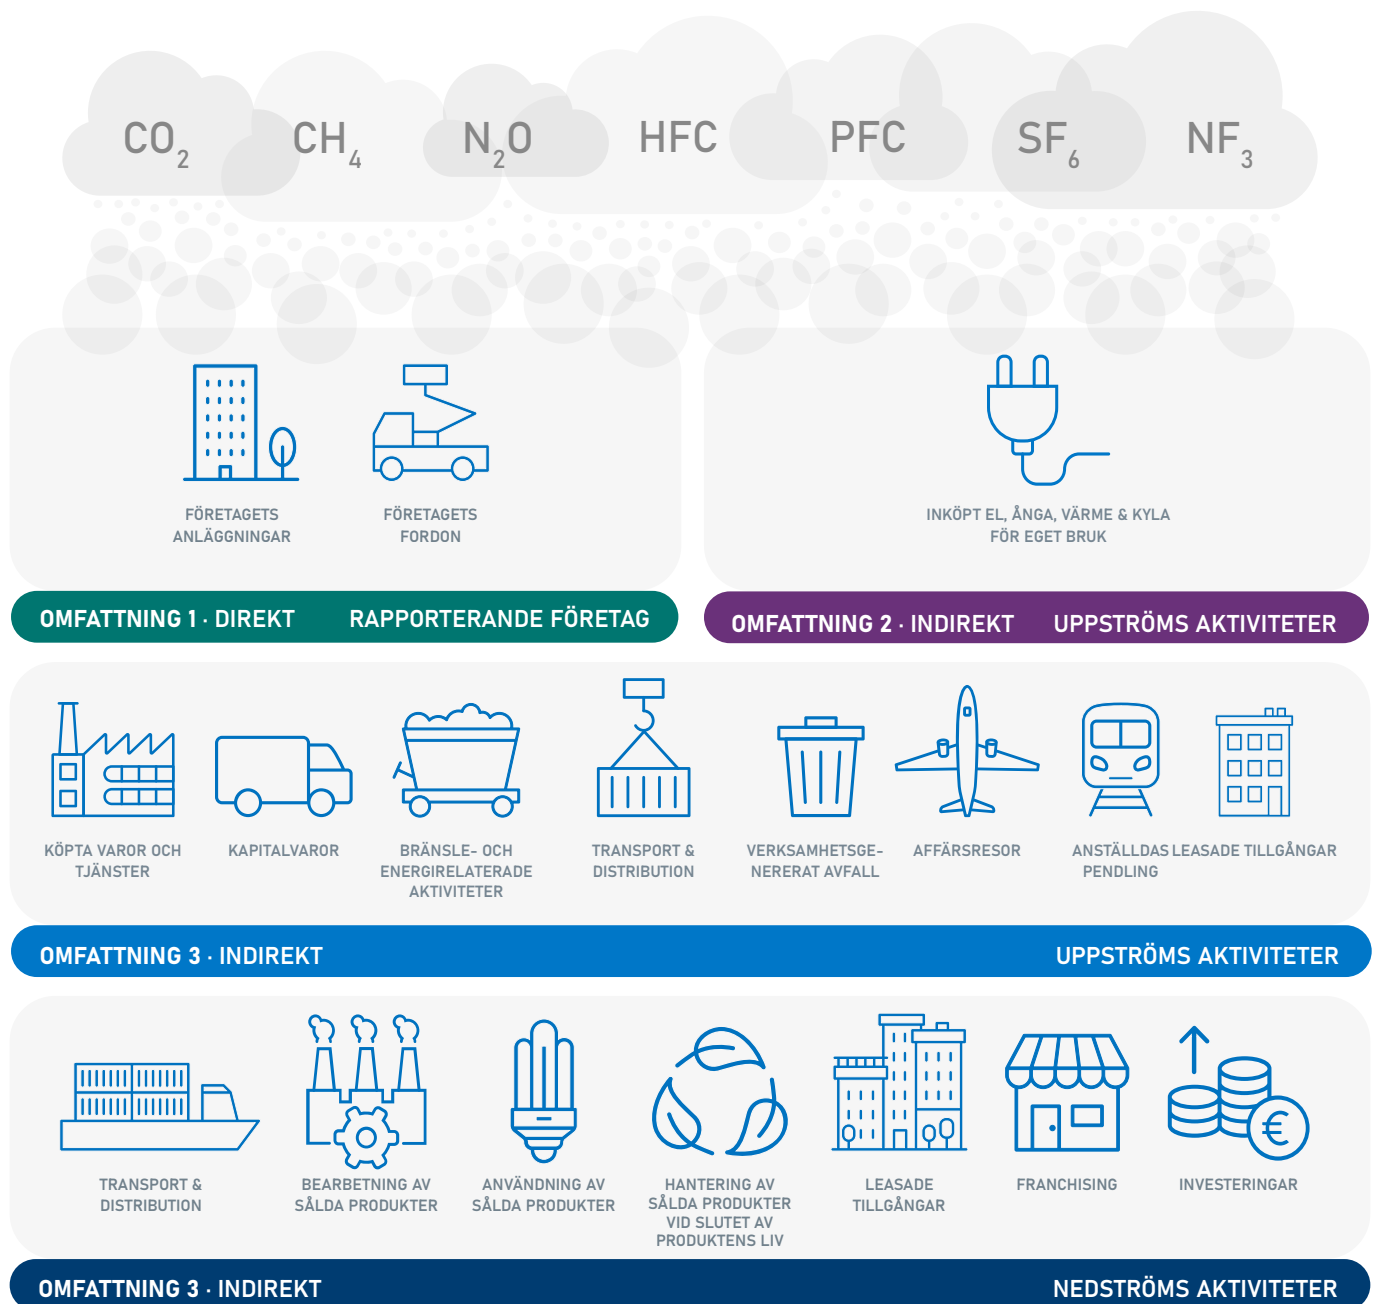 CO2 CH4 N2O HFC PFC SF6 NF3
FÖRETAGETS
ANLÄGGNINGAR
FÖRETAGETS
FORDON
INKÖPT EL, ÅNGA, VÄRME & KYLA
FÖR EGET BRUK
OMFATTNING 1 · DIREKT RAPPORTERANDE FÖRETAG
OMFATTNING 2 · INDIREKT UPPSTRÖMS AKTIVITETER
KÖPTA VAROR OCH
TJÄNSTER
KAPITALVAROR
BRÄNSLE- OCH
ENERGIRELATERADE
AKTIVITETER
TRANSPORT &
DISTRIBUTION
VERKSAMHETSGE-
NERERAT AVFALL
AFFÄRSRESOR
ANSTÄLLDAS
PENDLING
LEASADE TILLGÅNGAR
OMFATTNING 3 · INDIREKT UPPSTRÖMS AKTIVITETER
€
TRANSPORT &
DISTRIBUTION
BEARBETNING AV
SÅLDA PRODUKTER
ANVÄNDNING AV
SÅLDA PRODUKTER
HANTERING AV
SÅLDA PRODUKTER
VID SLUTET AV
PRODUKTENS LIV
LEASADE
TILLGÅNGAR
FRANCHISING
INVESTERINGAR
OMFATTNING 3 · INDIREKT NEDSTRÖMS AKTIVITETER